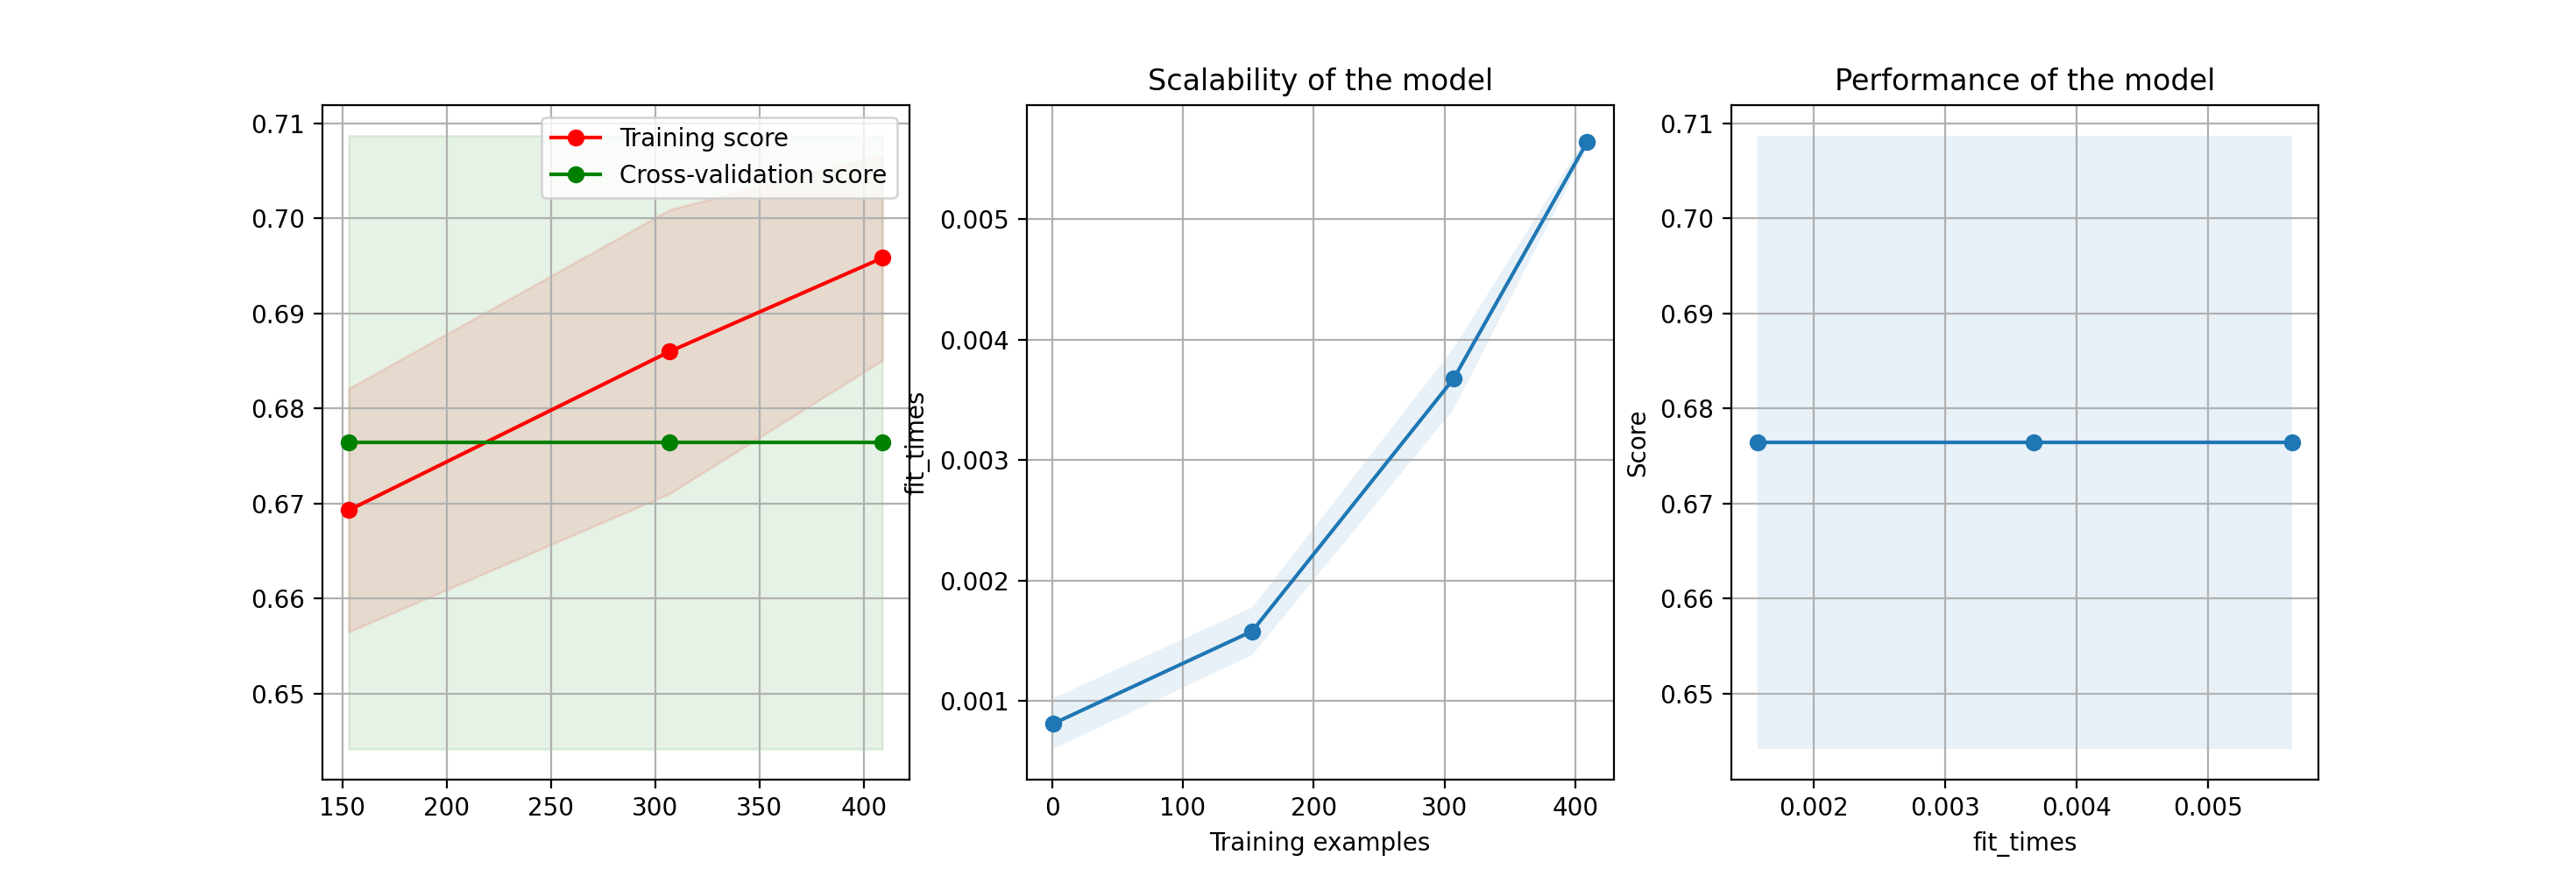 Training score
Cross-validation score
0.71
0.70
0.69
0.68
0.67
0.66
0.65
150 200 250 300 350 400
Scalability of the model
fit_times
0.005
0.004
0.003
0.002
0.001
0 100 200 300 400
Training examples
Performance of the model
Score
0.71
0.70
0.69
0.68
0.67
0.66
0.65
0.002 0.003 0.004 0.005
fit_times